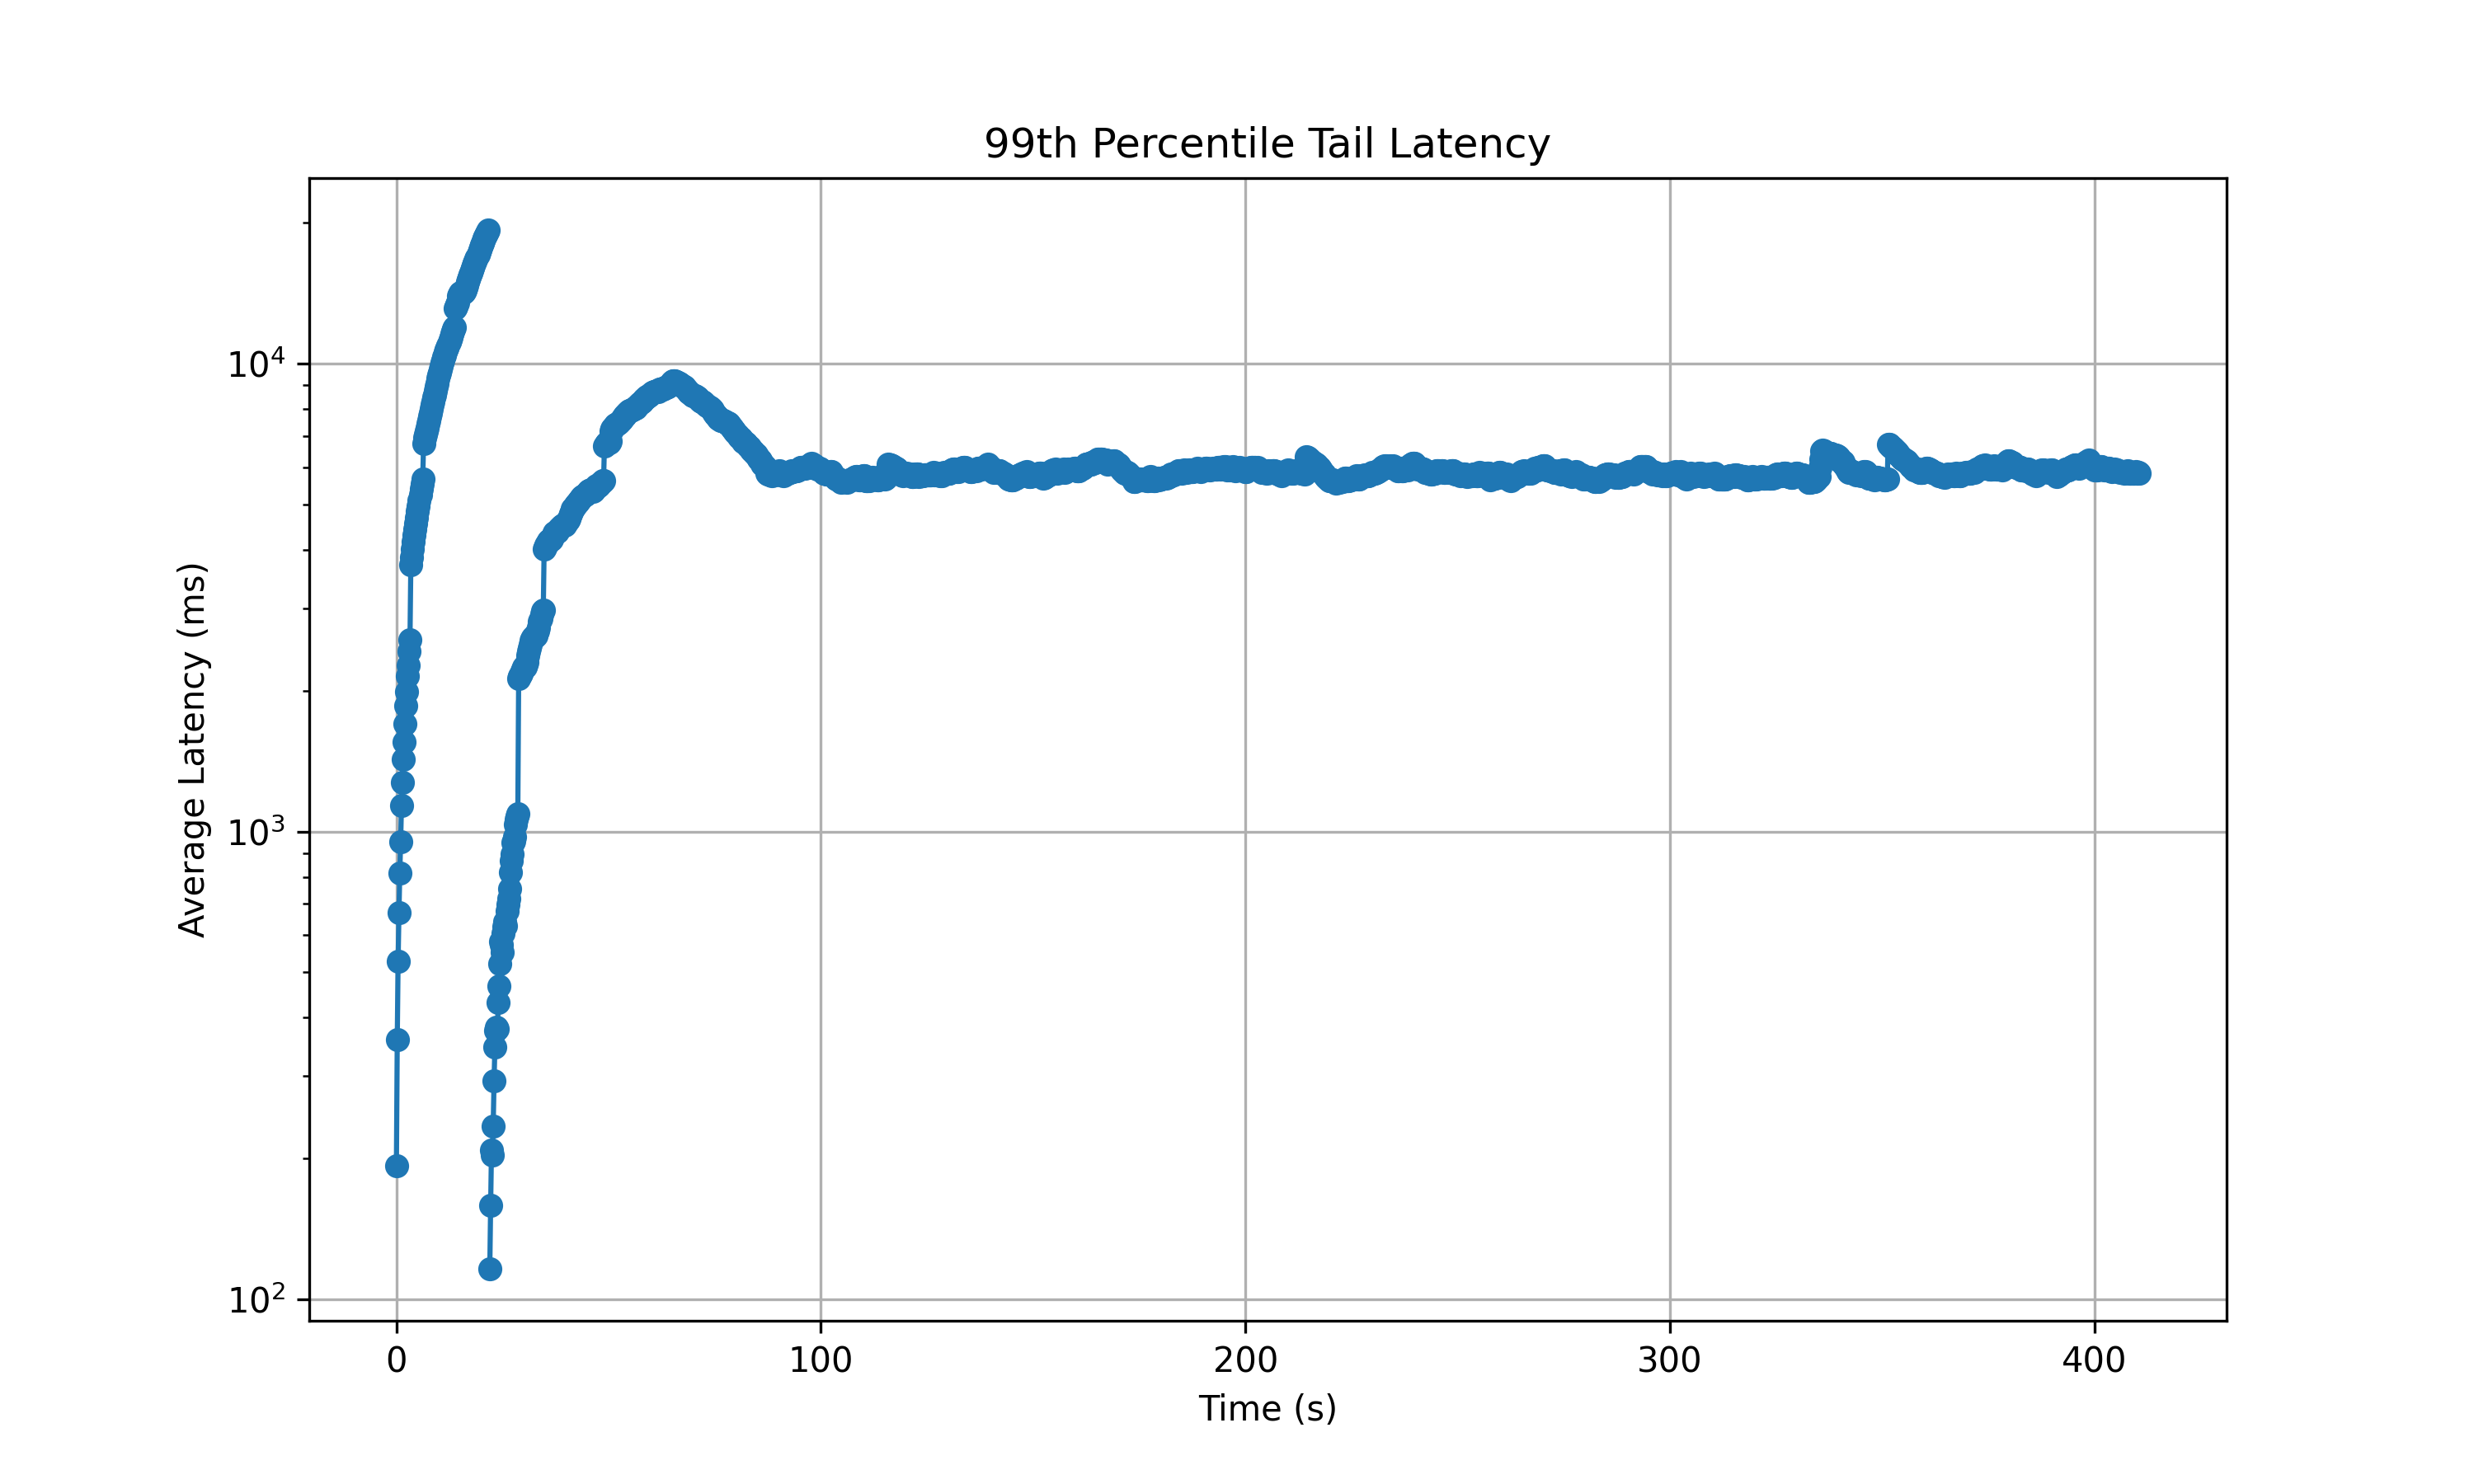 99th Percentile Tail Latency
Average Latency (ms)
10⁴
10³
10²
0 100 200 300 400
Time (s)